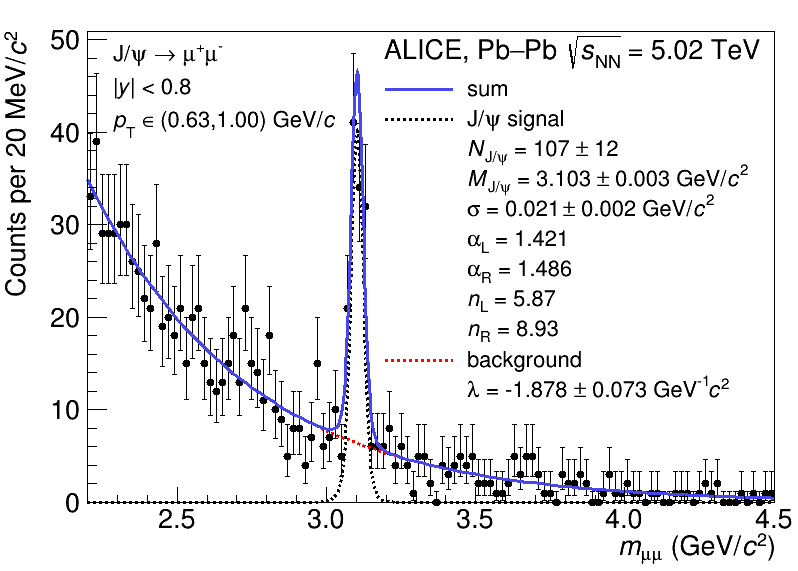 50
40
30
20
10
0
Counts per 20 MeV/c²
J/ψ → μ⁺μ⁻
|y| < 0.8
p_T ∈ (0.63,1.00) GeV/c
ALICE, Pb–Pb √s_NN = 5.02 TeV
sum
J/ψ signal
N_J/ψ = 107 ± 12
M_J/ψ = 3.103 ± 0.003 GeV/c²
σ = 0.021 ± 0.002 GeV/c²
α_L = 1.421
α_R = 1.486
n_L = 5.87
n_R = 8.93
background
λ = -1.878 ± 0.073 GeV⁻¹c²
2.5 3.0 3.5 4.0 4.5
m_μμ (GeV/c²)